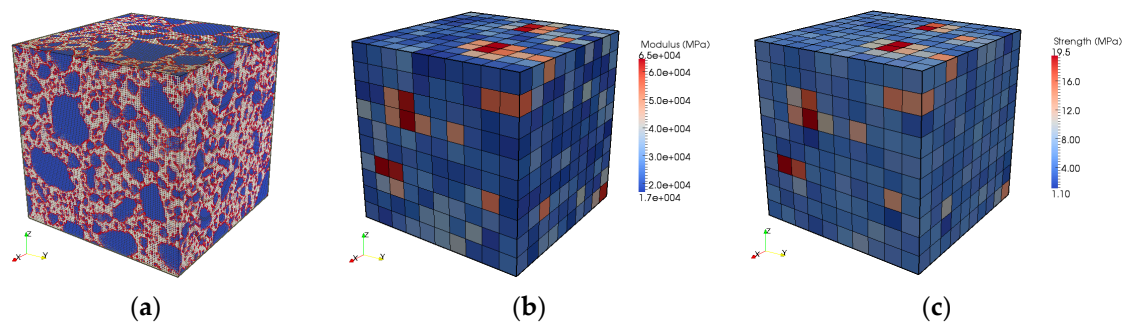 Modulus (MPa)
6.5e+004
6.0e+004
5.0e+004
4.0e+004
3.0e+004
2.0e+004
1.7e+004
Strength (MPa)
19.5
16.0
12.0
8.00
4.00
1.10
Z
X
Y
Z
X
Y
Z
X
Y
(a)
(b)
(c)